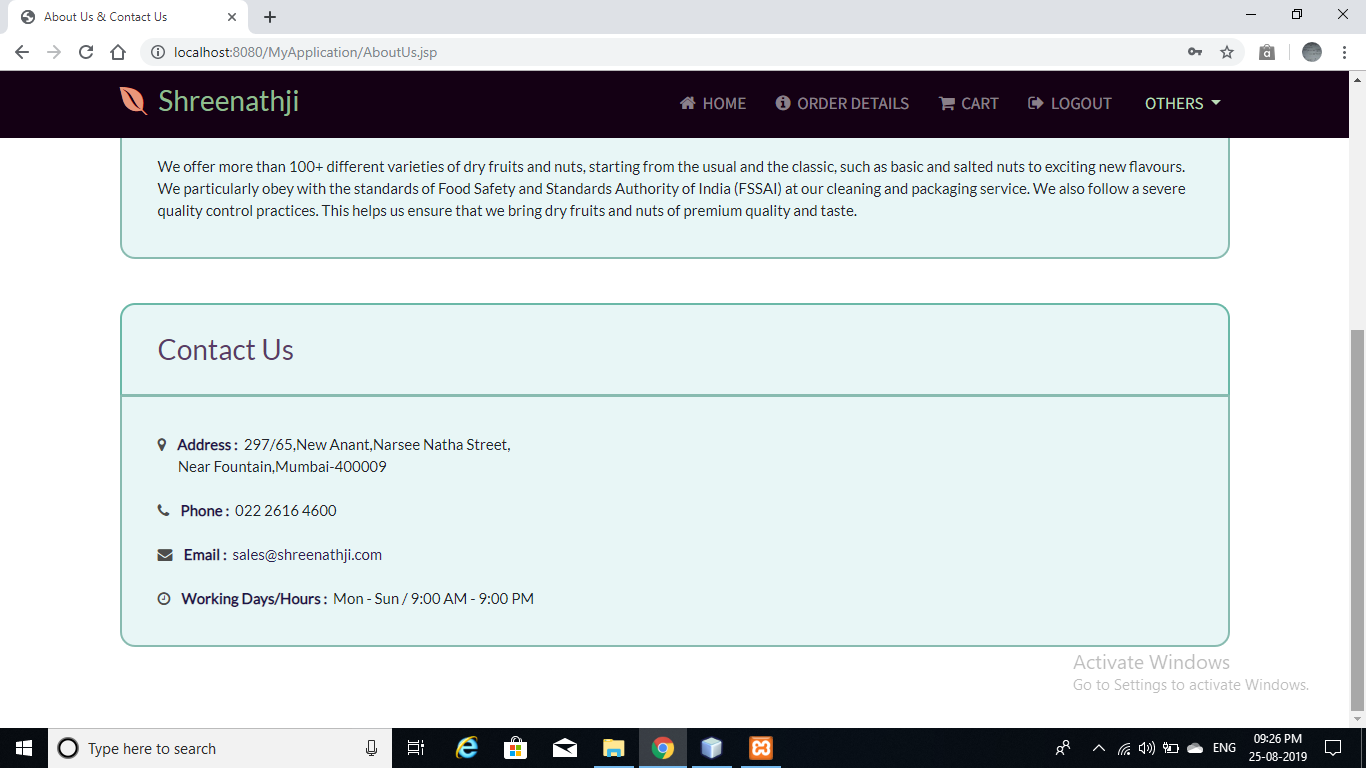 About Us & Contact Us
localhost:8080/MyApplication/AboutUs.jsp
Shreenathji HOME ORDER DETAILS CART LOGOUT OTHERS
We offer more than 100+ different varieties of dry fruits and nuts, starting from the usual and the classic, such as basic and salted nuts to exciting new flavours.
We particularly obey with the standards of Food Safety and Standards Authority of India (FSSAI) at our cleaning and packaging service. We also follow a severe
quality control practices. This helps us ensure that we bring dry fruits and nuts of premium quality and taste.
Contact Us
Address : 297/65,New Anant,Narsee Natha Street,
Near Fountain,Mumbai-400009
Phone : 022 2616 4600
Email : sales@shreenathji.com
Working Days/Hours : Mon - Sun / 9:00 AM - 9:00 PM
Activate Windows
Go to Settings to activate Windows.
Type here to search
ENG
09:26 PM
25-08-2019